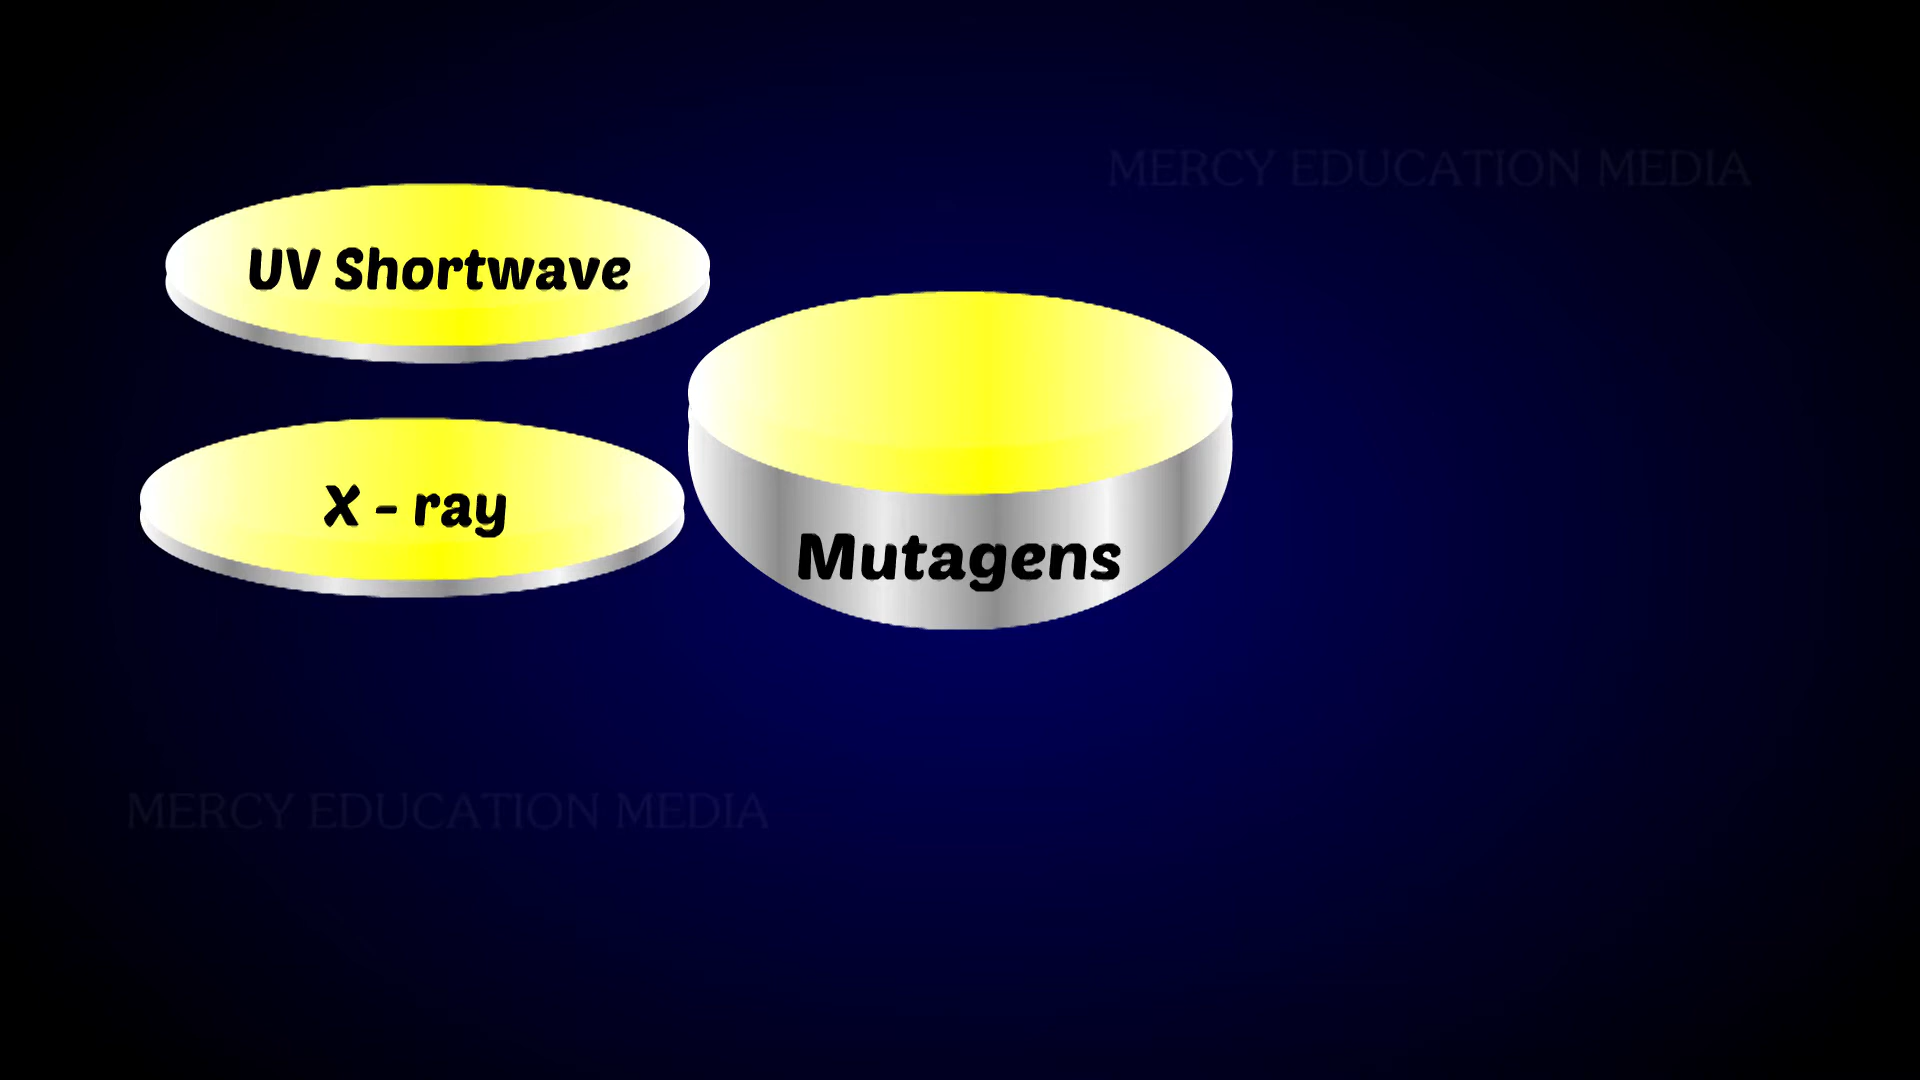 MERCY EDUCATION MEDIA
UV Shortwave
X - ray
Mutagens
MERCY EDUCATION MEDIA